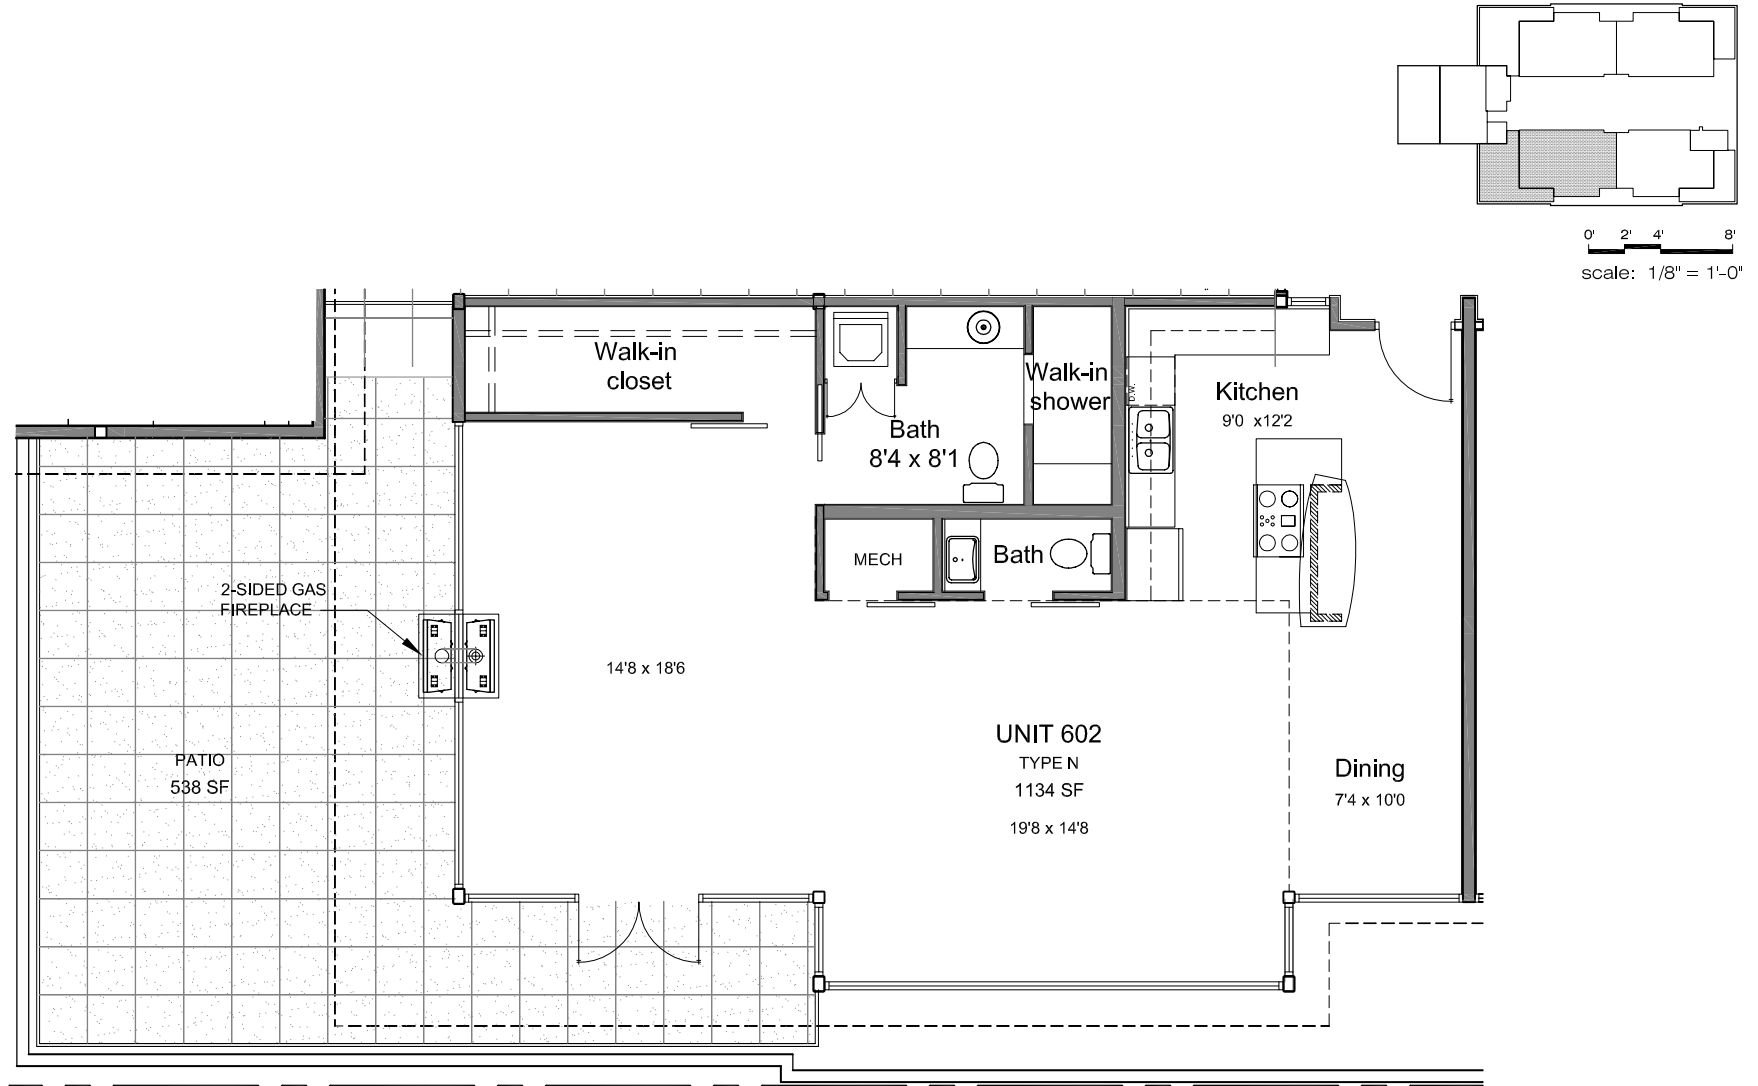 0' 2' 4' 8'
scale: 1/8" = 1'-0"
Walk-in
closet
Walk-in
shower
D.W.
Kitchen
9'0 x12'2
Bath
8'4 x 8'1
MECH
Bath
2-SIDED GAS
FIREPLACE
14'8 x 18'6
UNIT 602
TYPE N
1134 SF
19'8 x 14'8
PATIO
538 SF
Dining
7'4 x 10'0